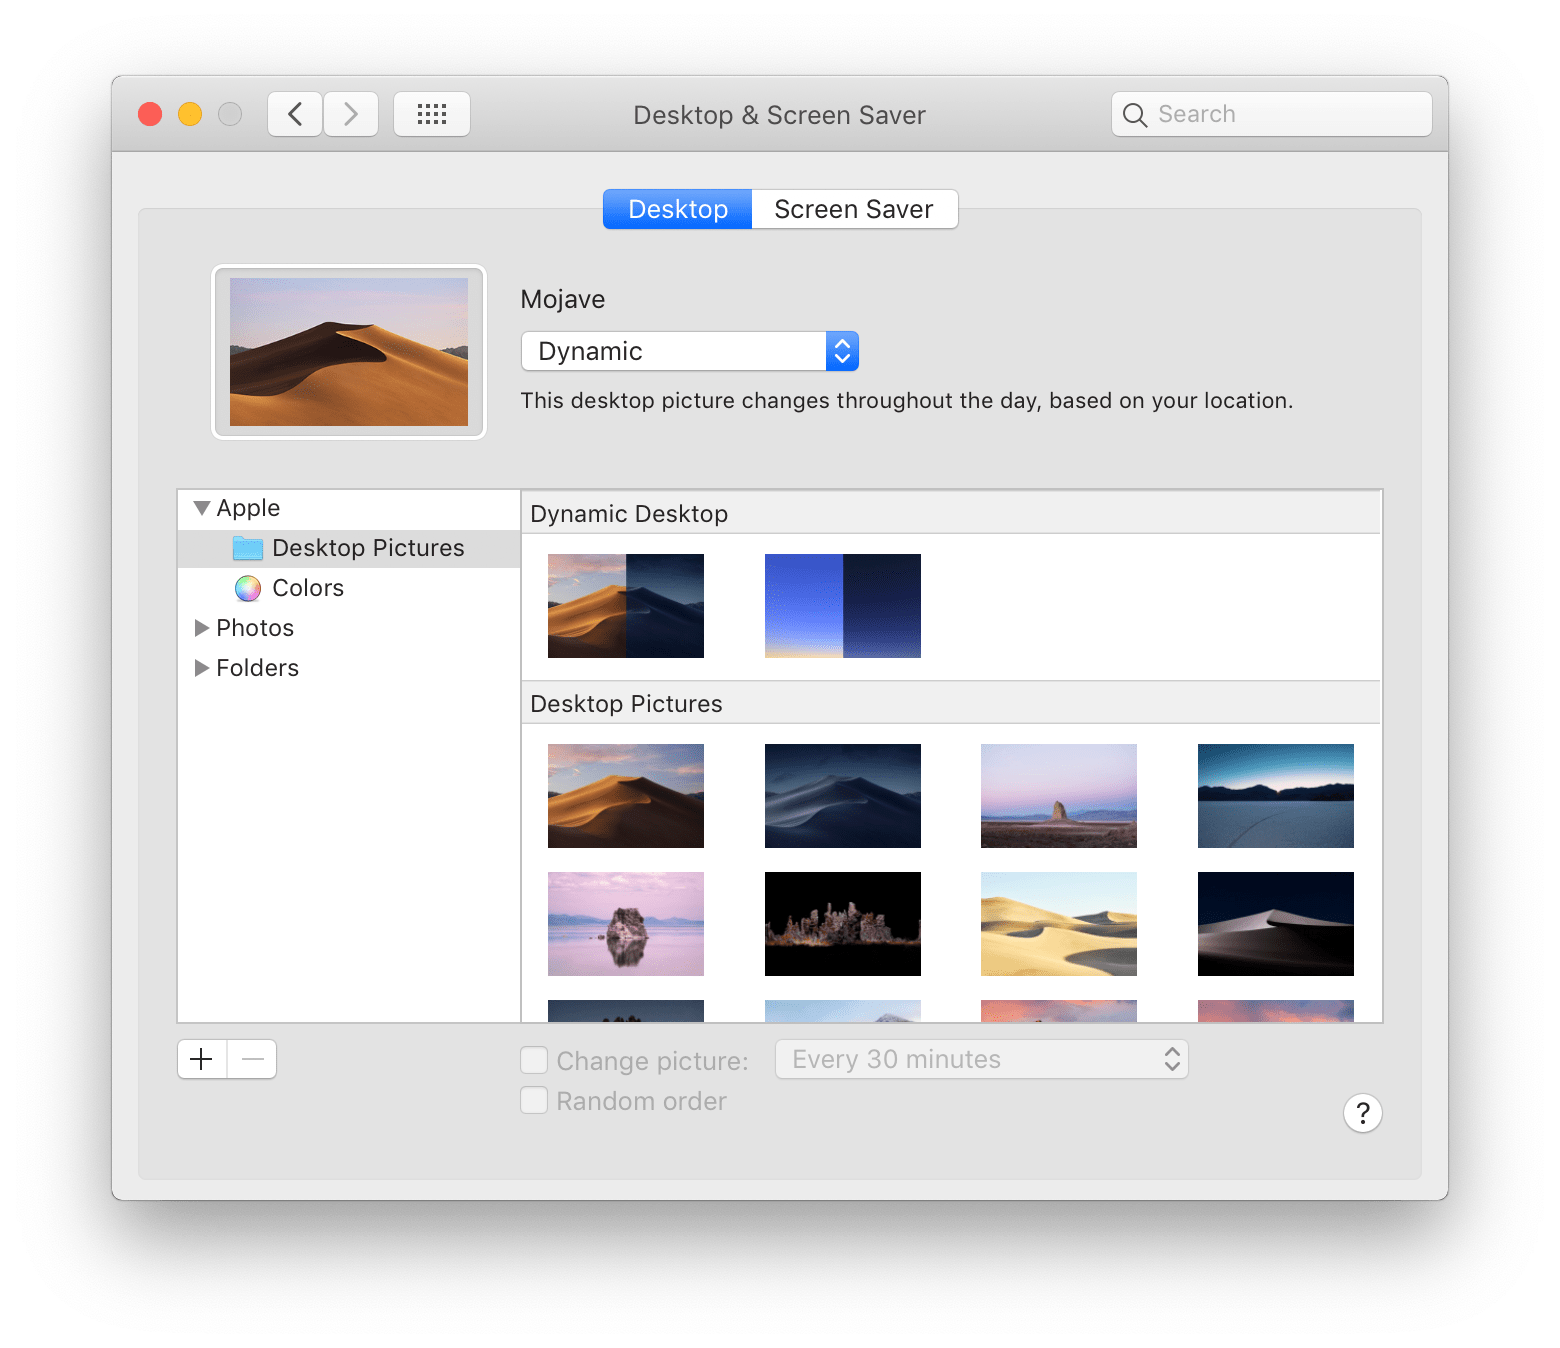 Desktop & Screen Saver
Search
Desktop
Screen Saver
Mojave
Dynamic
This desktop picture changes throughout the day, based on your location.
Apple
Desktop Pictures
Colors
Photos
Folders
Dynamic Desktop
Desktop Pictures
Change picture:
Every 30 minutes
Random order
?